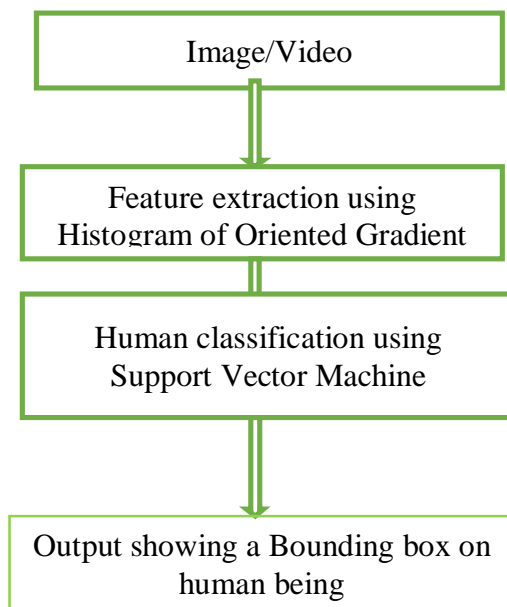 Image/Video
Feature extraction using
Histogram of Oriented Gradient
Human classification using
Support Vector Machine
Output showing a Bounding box on
human being